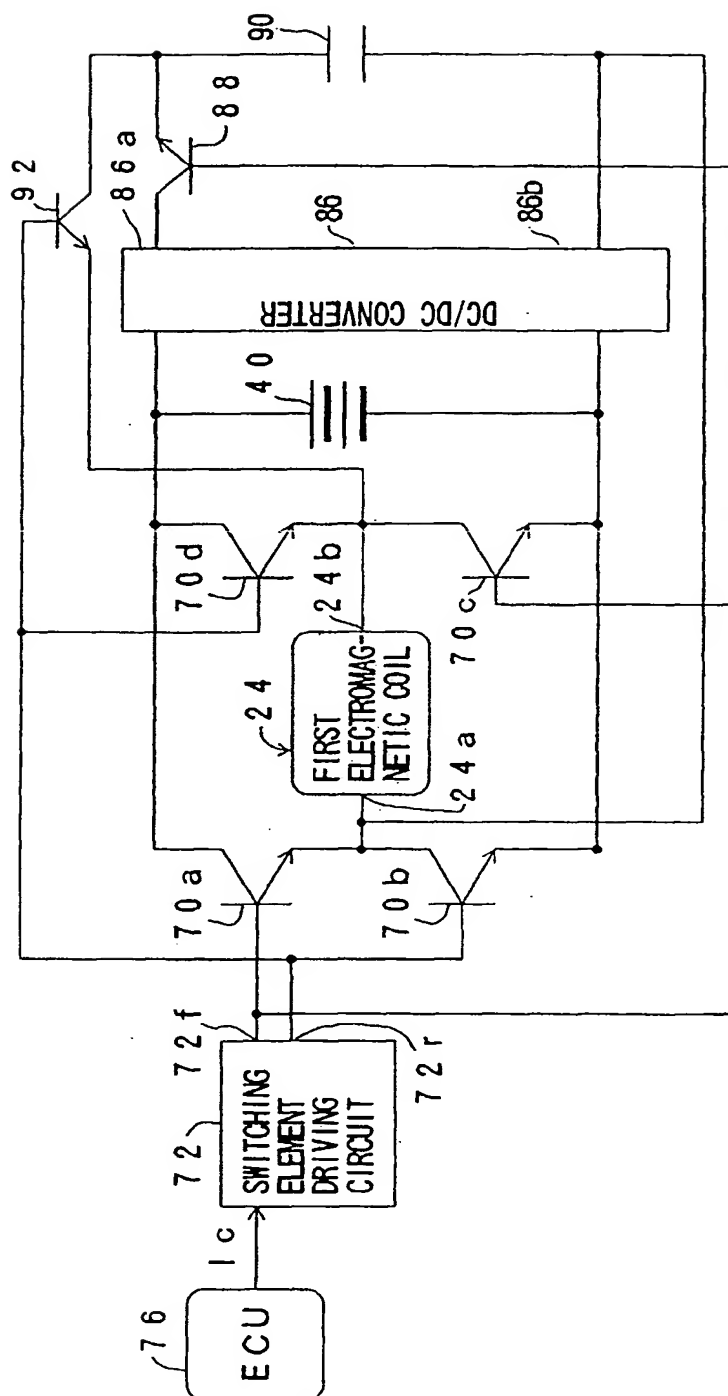 76
ECU
Ic
72
SWITCHING
ELEMENT
DRIVING
CIRCUIT
72f
72r
70a
70b
24
FIRST
ELECTROMAG-
NETIC COIL
24a
24b
70d
70c
40
DC/DC CONVERTER
86
86a
86b
92
88
90